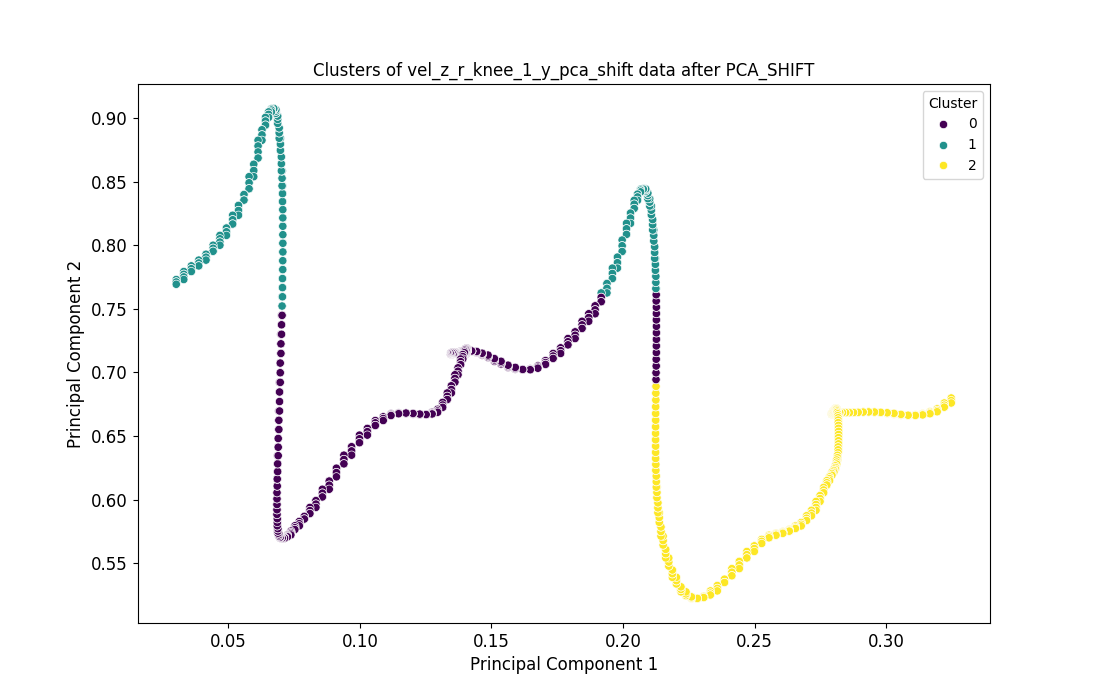 Clusters of vel_z_r_knee_1_y_pca_shift data after PCA_SHIFT
Cluster
0
1
2
0.90
0.85
0.80
0.75
0.70
0.65
0.60
0.55
Principal Component 2
0.05 0.10 0.15 0.20 0.25 0.30
Principal Component 1